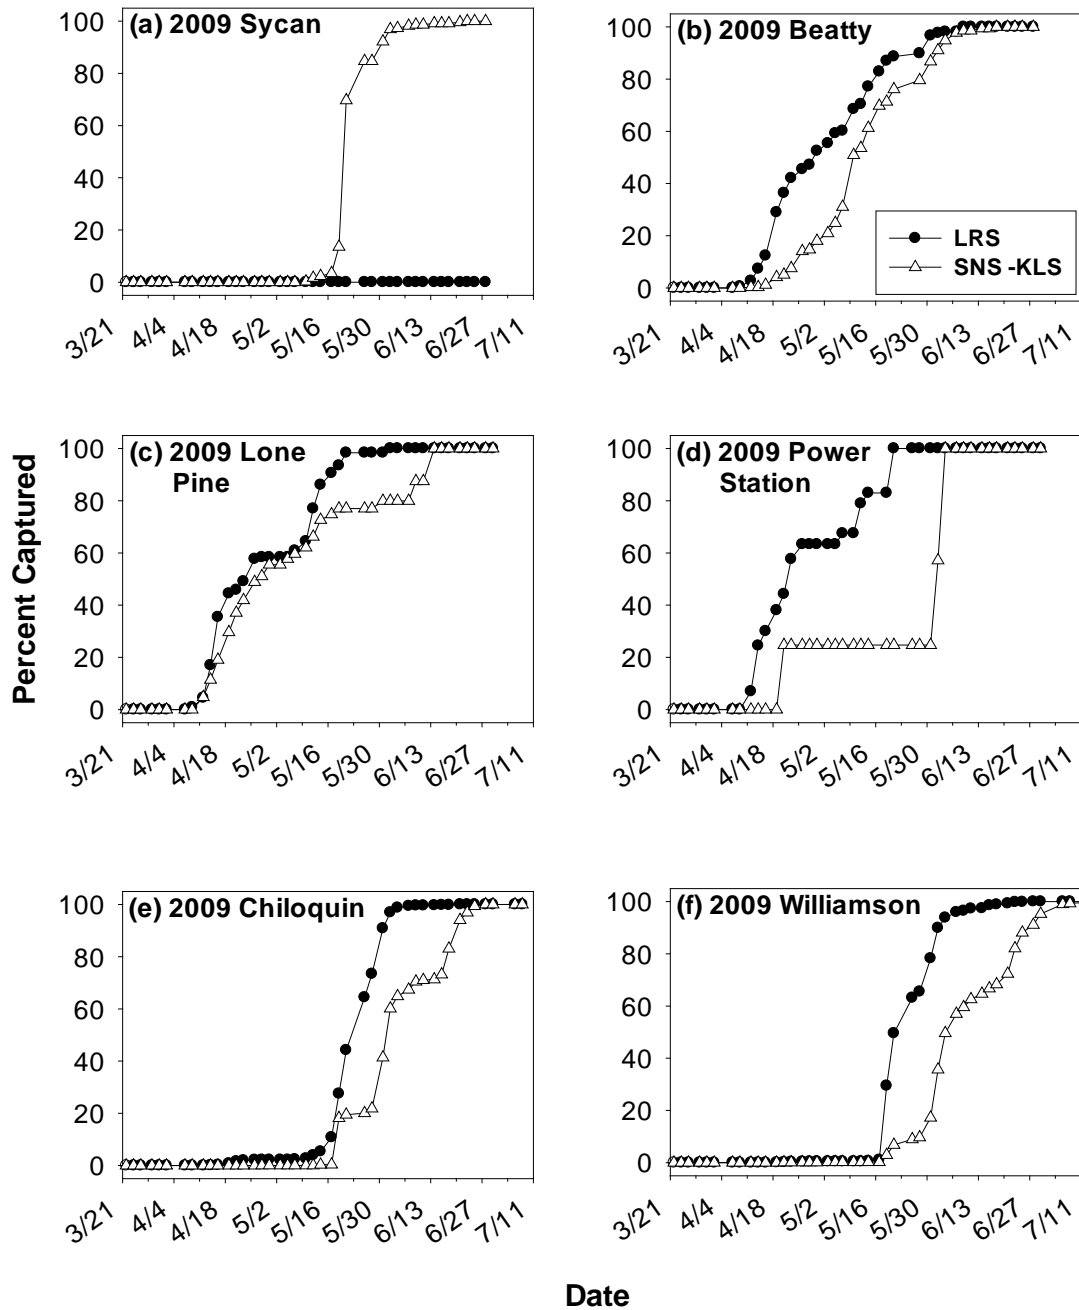 (a) 2009 Sycan
100
80
60
40
20
0
3/21 4/4 4/18 5/2 5/16 5/30 6/13 6/27 7/11
(b) 2009 Beatty
100
80
60
40
20
0
LRS
SNS -KLS
3/21 4/4 4/18 5/2 5/16 5/30 6/13 6/27 7/11
Percent Captured
(c) 2009 Lone
Pine
100
80
60
40
20
0
3/21 4/4 4/18 5/2 5/16 5/30 6/13 6/27 7/11
(d) 2009 Power
Station
100
80
60
40
20
0
3/21 4/4 4/18 5/2 5/16 5/30 6/13 6/27 7/11
(e) 2009 Chiloquin
100
80
60
40
20
0
3/21 4/4 4/18 5/2 5/16 5/30 6/13 6/27 7/11
(f) 2009 Williamson
100
80
60
40
20
0
3/21 4/4 4/18 5/2 5/16 5/30 6/13 6/27 7/11
Date